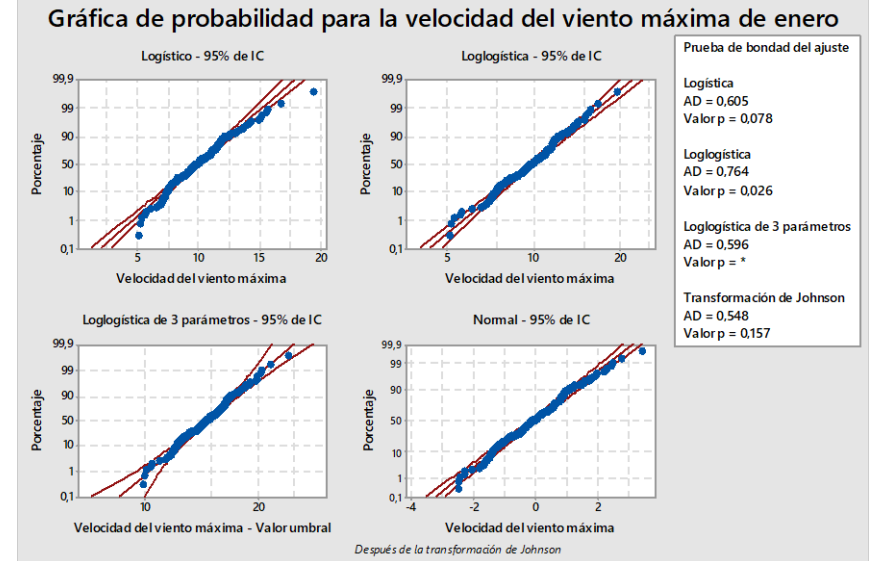 Gráfica de probabilidad para la velocidad del viento máxima de enero
Logístico - 95% de IC
99,9
99
90
50
10
1
0,1
Porcentaje
5
10
15
20
Velocidad del viento máxima
Loglogística - 95% de IC
99,9
99
90
50
10
1
0,1
Porcentaje
5
10
20
Velocidad del viento máxima
Loglogística de 3 parámetros - 95% de IC
99,9
99
90
50
10
1
0,1
Porcentaje
10
20
Velocidad del viento máxima - Valor umbral
Normal - 95% de IC
99,9
99
90
50
10
1
0,1
Porcentaje
-4
-2
0
2
Velocidad del viento máxima
Después de la transformación de Johnson
Prueba de bondad del ajuste
Logística
AD = 0,605
Valor p = 0,078
Loglogística
AD = 0,764
Valor p = 0,026
Loglogística de 3 parámetros
AD = 0,596
Valor p = *
Transformación de Johnson
AD = 0,548
Valor p = 0,157